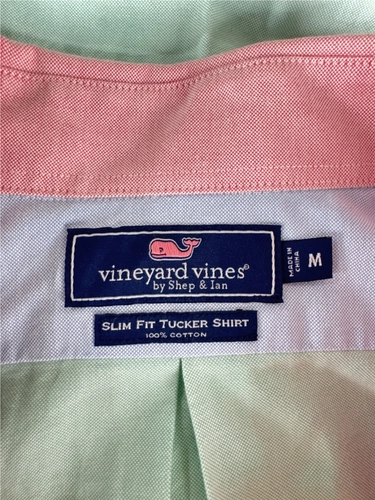 vineyard vines®
by Shep & Ian
MADE IN
CHINA
M
SLIM FIT TUCKER SHIRT
100% COTTON